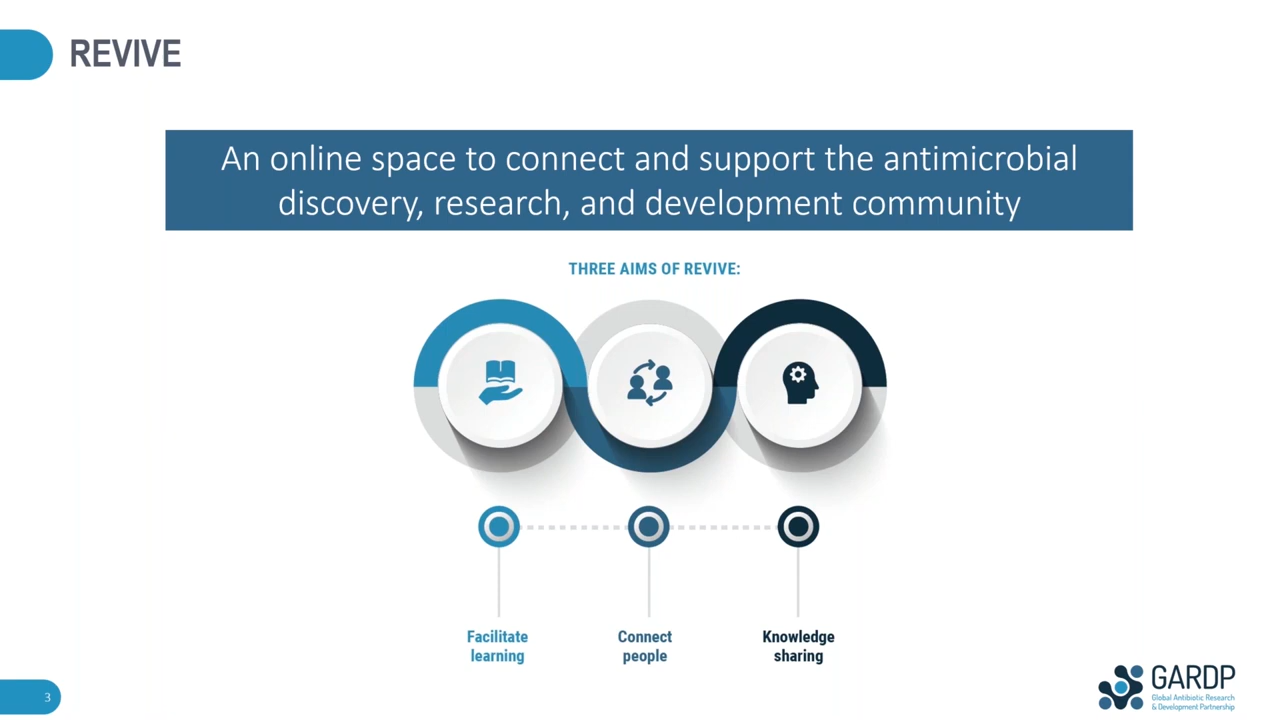 REVIVE
An online space to connect and support the antimicrobial
discovery, research, and development community
THREE AIMS OF REVIVE:
Facilitate
learning
Connect
people
Knowledge
sharing
3
GARDP
Global Antibiotic Research
& Development Partnership